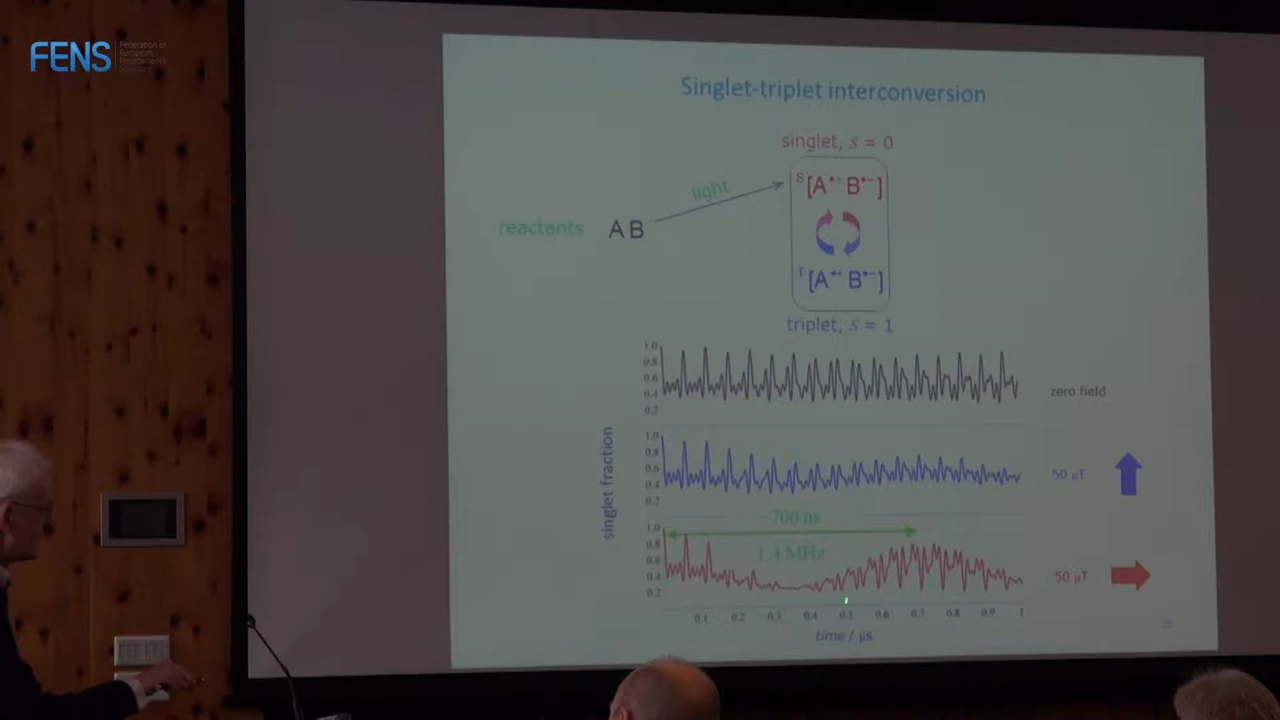 FENS
Federation of
European
Neuroscience
Societies
Singlet-triplet interconversion
singlet, S = 0
S[A•+ B•−]
light
reactants
A B
T[A•+ B•−]
triplet, S = 1
1.0
0.8
0.6
0.4
0.2
zero field
1.0
0.8
0.6
0.4
0.2
50 µT
singlet fraction
~700 ns
1.4 MHz
1.0
0.8
0.6
0.4
0.2
50 µT
0.1 0.2 0.3 0.4 0.5 0.6 0.7 0.8 0.9 1
time / µs